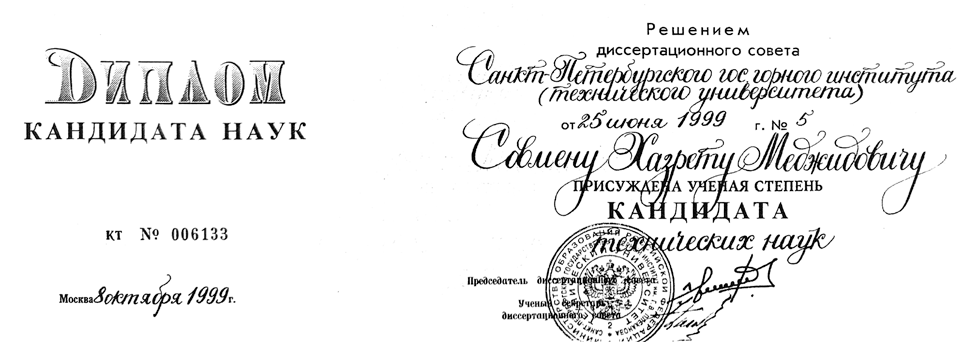 ДИПЛОМ
КАНДИДАТА НАУК
КТ № 006133
Москва 8 октября 1999 г.
Решением
диссертационного совета
Санкт-Петербургского гос. горного института
(технического университета)
от 25 июня 1999 г. № 5
Совмену Хазрету Меджидовичу
ПРИСУЖДЕНА УЧЕНАЯ СТЕПЕНЬ
КАНДИДАТА
технических наук
Председатель диссертационного совета
Ученый секретарь
диссертационного совета